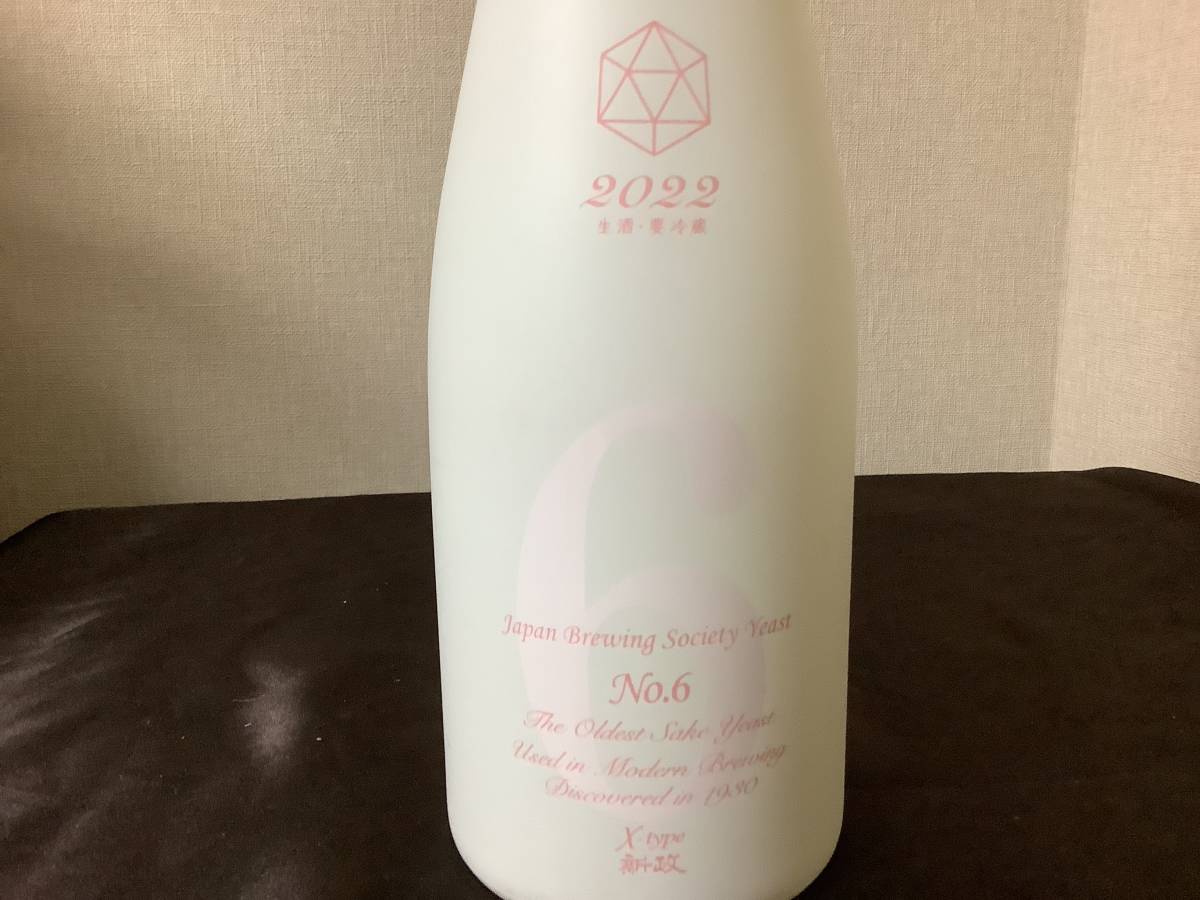 2022
生酒・要冷蔵
6
Japan Brewing Society Yeast
No.6
The Oldest Sake Yeast
Used in Modern Brewing
Discovered in 1930
X-type
新政